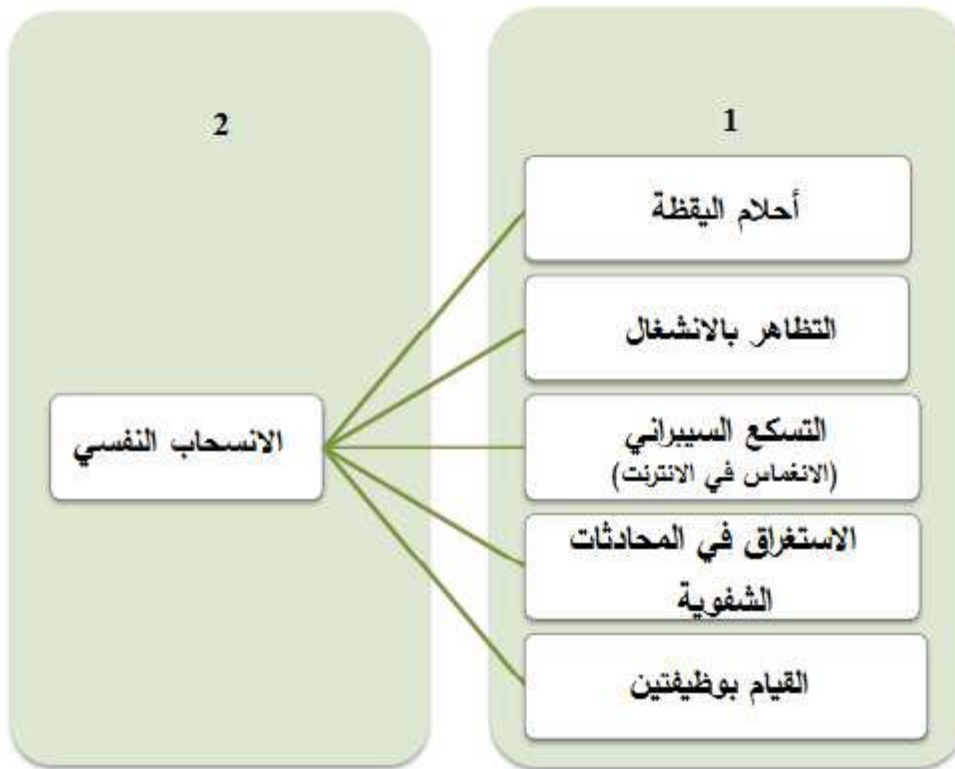 1
أحلام اليقظة
التظاهر بالانشغال
التسكع السيبراني
(الانغماس في الانترنت)
الاستغراق في المحادثات
الشفوية
القيام بوظيفتين
2
الانسحاب النفسي